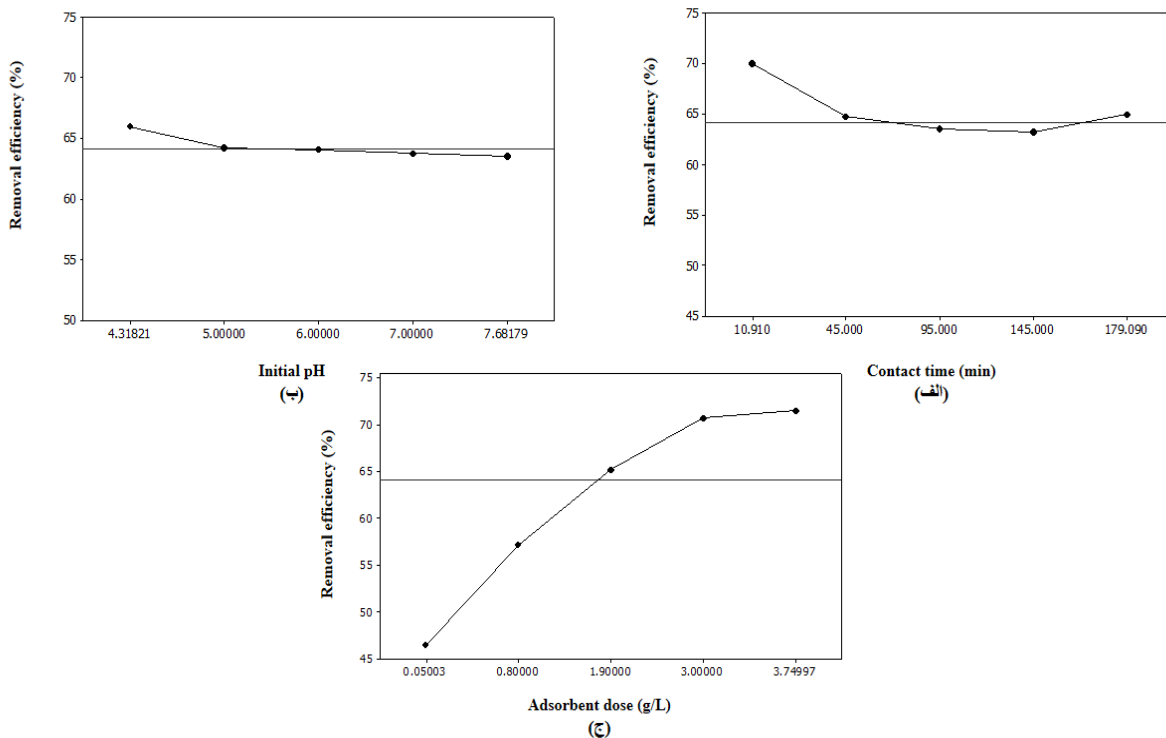 Removal efficiency (%)
75
70
65
60
55
50
4.31821 5.00000 6.00000 7.00000 7.68179
Initial pH
(ب)
Removal efficiency (%)
75
70
65
60
55
50
45
10.910 45.000 95.000 145.000 179.090
Contact time (min)
(الف)
Removal efficiency (%)
75
70
65
60
55
50
45
0.05003 0.80000 1.90000 3.00000 3.74997
Adsorbent dose (g/L)
(ج)